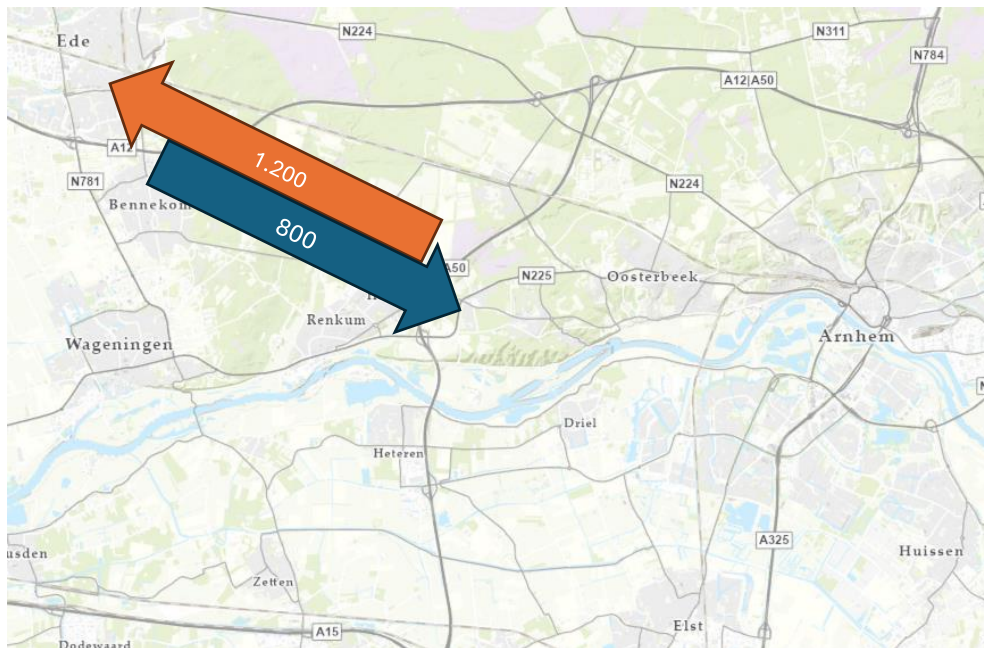 Ede
N224
N311
N784
A12|A50
A12
1.200
N781
N224
Bennekom
800
A50
N225
Oosterbeek
Renkum
Arnhem
Wageningen
Driel
Heteren
A325
usden
Huissen
Zetten
Elst
A15
Dodewaard